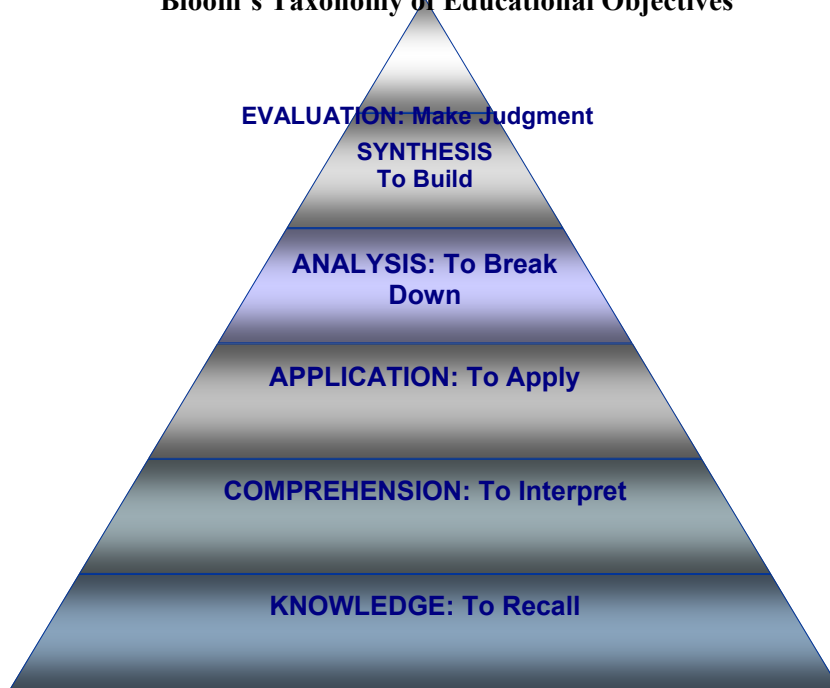 Bloom's Taxonomy of Educational Objectives
EVALUATION: Make Judgment
SYNTHESIS
To Build
ANALYSIS: To Break
Down
APPLICATION: To Apply
COMPREHENSION: To Interpret
KNOWLEDGE: To Recall